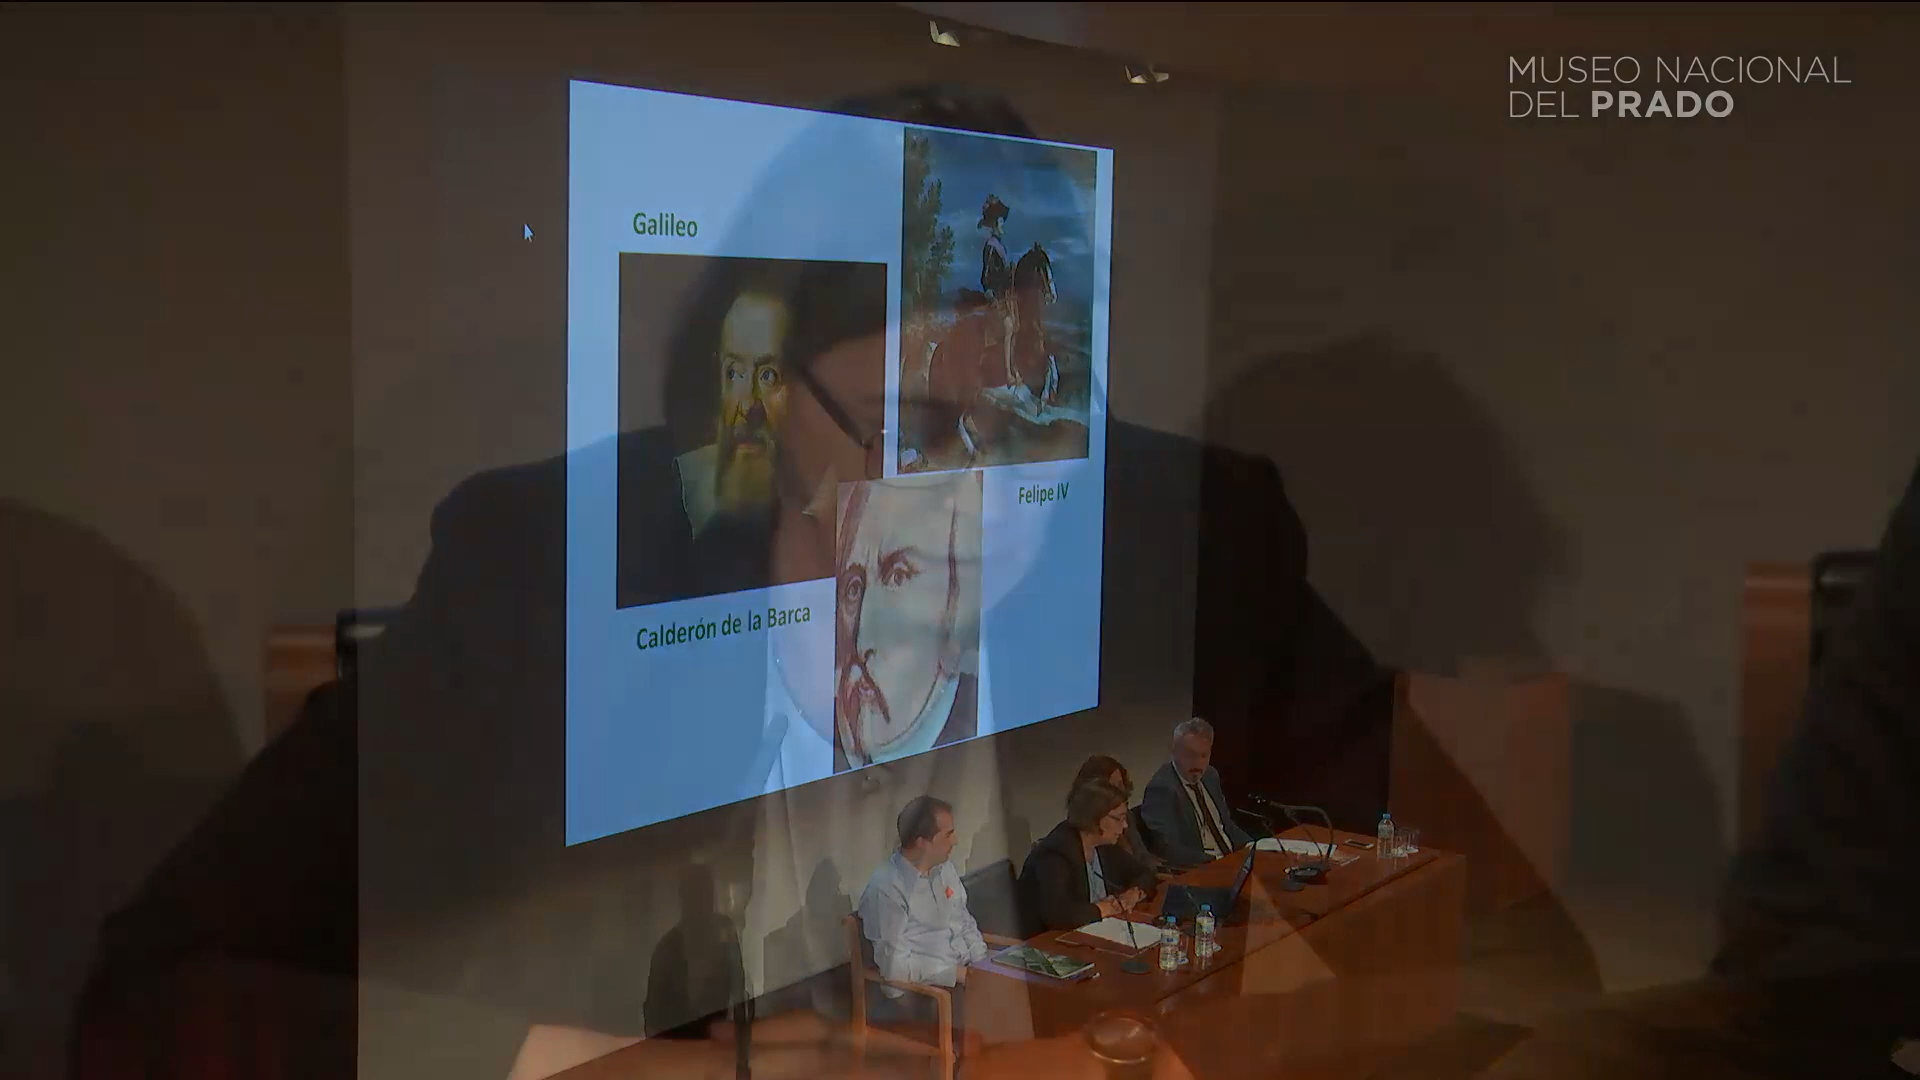 MUSEO NACIONAL
DEL PRADO
Galileo
Felipe IV
Calderón de la Barca